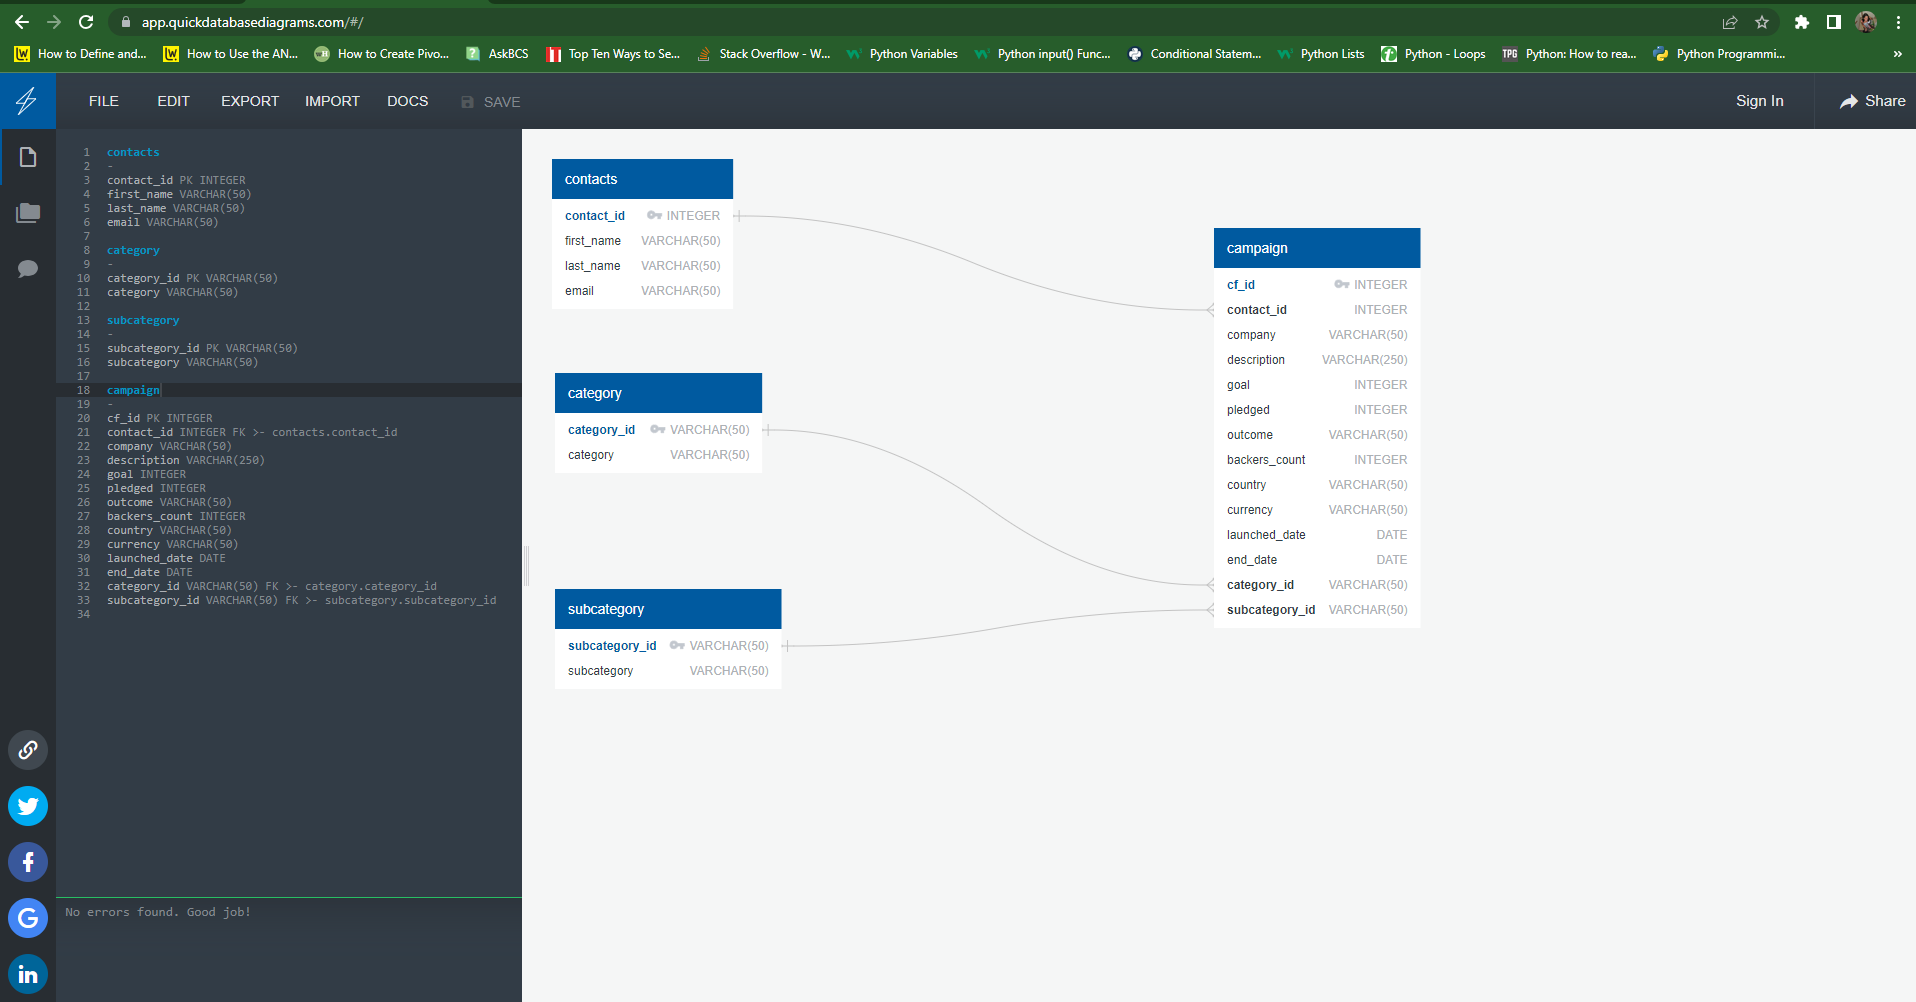 app.quickdatabasediagrams.com/#/
How to Define and... How to Use the AN... How to Create Pivo... AskBCS Top Ten Ways to Se... Stack Overflow - W... Python Variables Python input() Func... Conditional Statem... Python Lists Python - Loops TPG Python: How to rea... Python Programmi... »
FILE EDIT EXPORT IMPORT DOCS SAVE Sign In Share
1 contacts
2 -
3 contact_id PK INTEGER
4 first_name VARCHAR(50)
5 last_name VARCHAR(50)
6 email VARCHAR(50)
7
8 category
9 -
10 category_id PK VARCHAR(50)
11 category VARCHAR(50)
12
13 subcategory
14 -
15 subcategory_id PK VARCHAR(50)
16 subcategory VARCHAR(50)
17
18 campaign
19 -
20 cf_id PK INTEGER
21 contact_id INTEGER FK >- contacts.contact_id
22 company VARCHAR(50)
23 description VARCHAR(250)
24 goal INTEGER
25 pledged INTEGER
26 outcome VARCHAR(50)
27 backers_count INTEGER
28 country VARCHAR(50)
29 currency VARCHAR(50)
30 launched_date DATE
31 end_date DATE
32 category_id VARCHAR(50) FK >- category.category_id
33 subcategory_id VARCHAR(50) FK >- subcategory.subcategory_id
34
No errors found. Good job!
contacts
contact_id INTEGER
first_name VARCHAR(50)
last_name VARCHAR(50)
email VARCHAR(50)
category
category_id VARCHAR(50)
category VARCHAR(50)
subcategory
subcategory_id VARCHAR(50)
subcategory VARCHAR(50)
campaign
cf_id INTEGER
contact_id INTEGER
company VARCHAR(50)
description VARCHAR(250)
goal INTEGER
pledged INTEGER
outcome VARCHAR(50)
backers_count INTEGER
country VARCHAR(50)
currency VARCHAR(50)
launched_date DATE
end_date DATE
category_id VARCHAR(50)
subcategory_id VARCHAR(50)